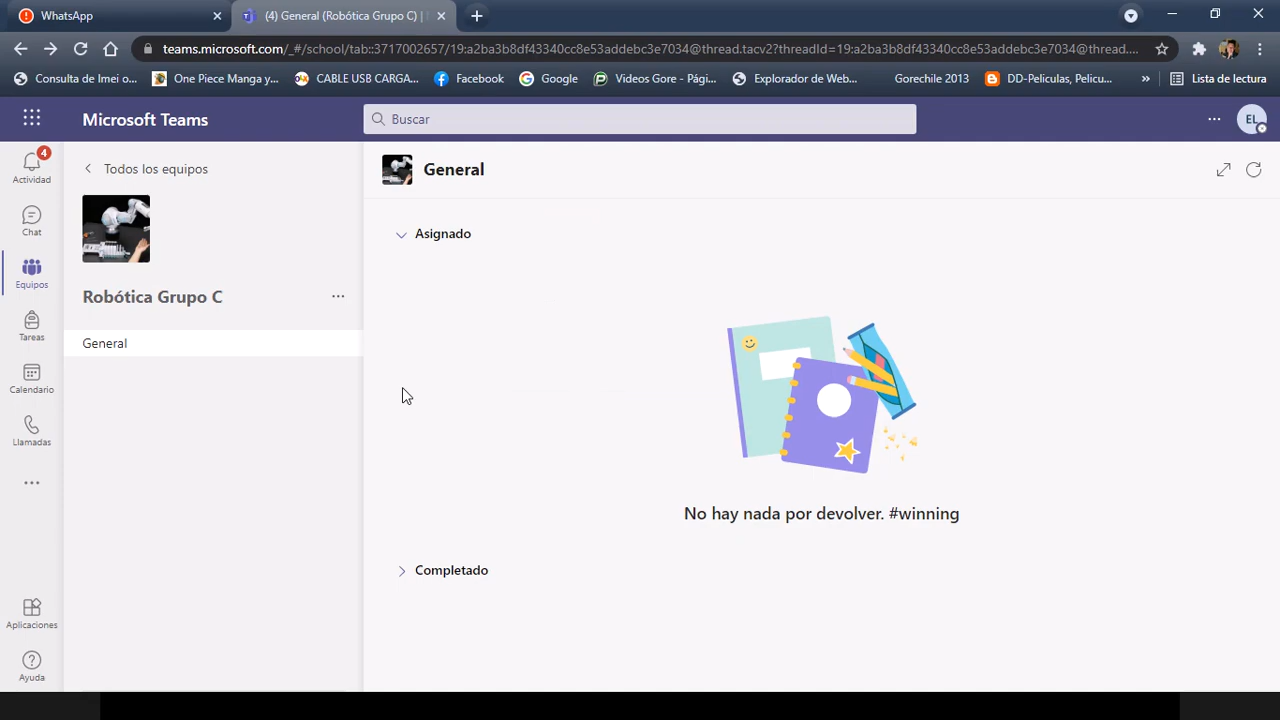 WhatsApp
(4) General (Robótica Grupo C) |
teams.microsoft.com/_#/school/tab::3717002657/19:a2ba3b8df43340cc8e53addebc3e7034@thread.tacv2?threadId=19:a2ba3b8df43340cc8e53addebc3e7034@thread....
Consulta de Imei o... One Piece Manga y... CABLE USB CARGA... Facebook Google Videos Gore - Pági... Explorador de Web... Gorechile 2013 DD-Peliculas, Pelicu... » Lista de lectura
Microsoft Teams
Buscar
EL
4
Actividad
Chat
Equipos
Tareas
Calendario
Llamadas
Aplicaciones
Ayuda
Todos los equipos
Robótica Grupo C
General
General
Asignado
No hay nada por devolver. #winning
Completado